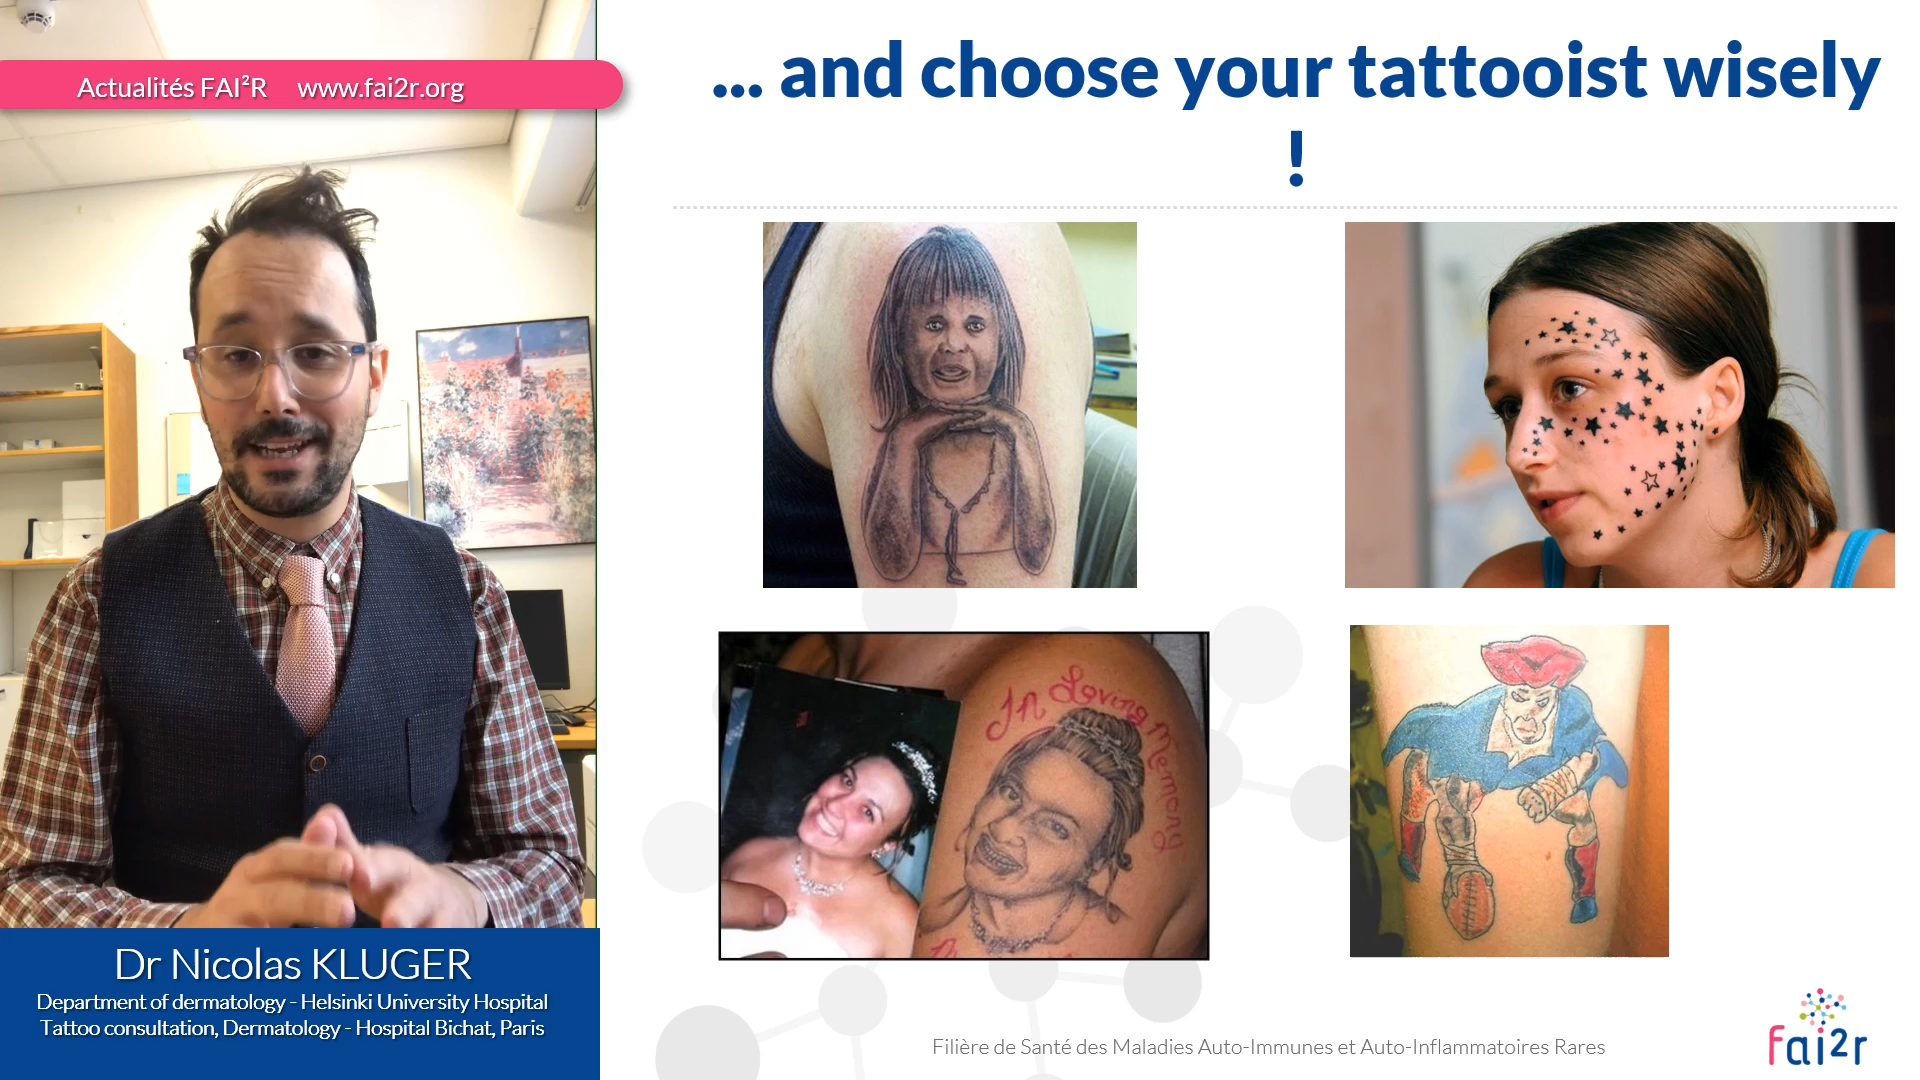 Actualités FAI²R www.fai2r.org
... and choose your tattooist wisely
!
In Loving Memory
Dr Nicolas KLUGER
Department of dermatology - Helsinki University Hospital
Tattoo consultation, Dermatology - Hospital Bichat, Paris
Filière de Santé des Maladies Auto-Immunes et Auto-Inflammatoires Rares
fai2r